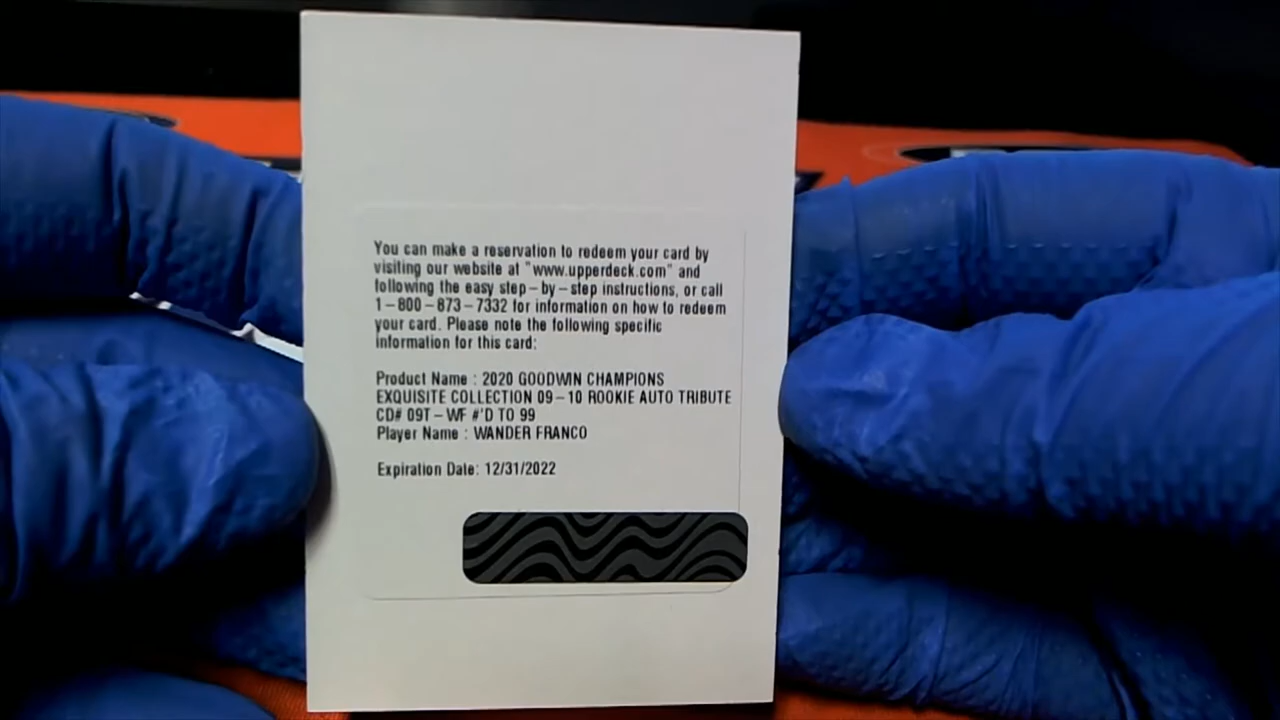 You can make a reservation to redeem your card by
visiting our website at "www.upperdeck.com" and
following the easy step-by-step instructions, or call
1-800-873-7332 for information on how to redeem
your card. Please note the following specific
information for this card:
Product Name : 2020 GOODWIN CHAMPIONS
EXQUISITE COLLECTION 09-10 ROOKIE AUTO TRIBUTE
CD# 09T-WF #'D TO 99
Player Name : WANDER FRANCO
Expiration Date: 12/31/2022